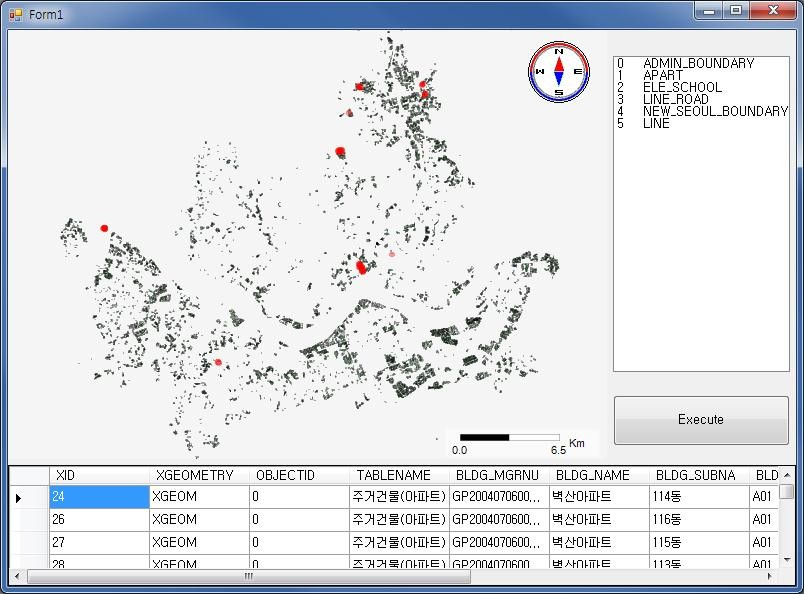 Form1
N
W E
S
0 ADMIN_BOUNDARY
1 APART
2 ELE_SCHOOL
3 LINE_ROAD
4 NEW_SEOUL_BOUNDARY
5 LINE
Execute
0.0 6.5 Km
XID XGEOMETRY OBJECTID TABLENAME BLDG_MGRNU BLDG_NAME BLDG_SUBNA BLD
24 XGEOM 0 주거건물(아파트) GP2004070600,,, 벽산아파트 114동 A01
26 XGEOM 0 주거건물(아파트) GP2004070600,,, 벽산아파트 116동 A01
27 XGEOM 0 주거건물(아파트) GP2004070600,,, 벽산아파트 115동 A01
28 XGEOM 0 주거건물(아파트) GP2004070600 벽산아파트 113동 A01